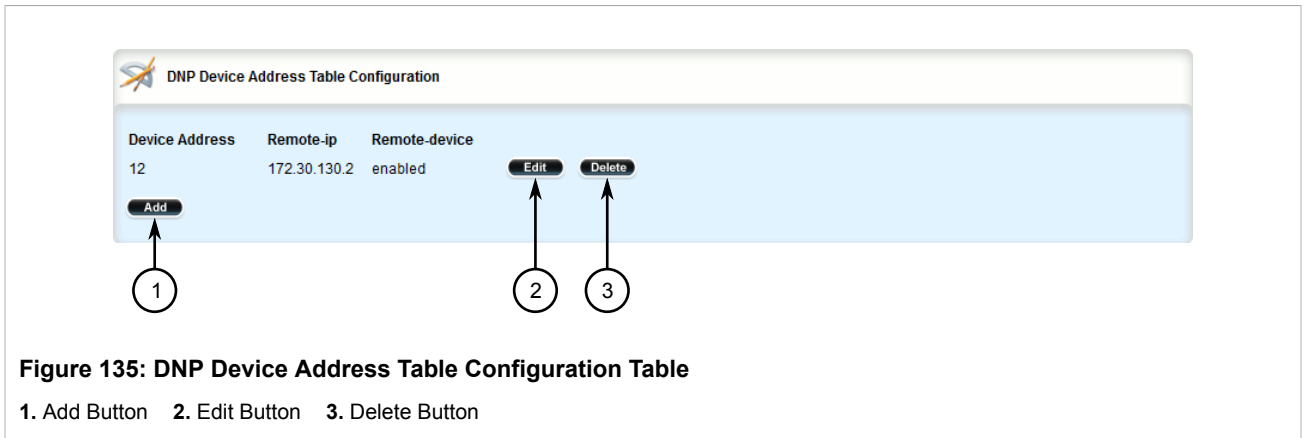 DNP Device Address Table Configuration
Device Address Remote-ip Remote-device
12 172.30.130.2 enabled Edit Delete
Add
1 2 3
Figure 135: DNP Device Address Table Configuration Table
1. Add Button 2. Edit Button 3. Delete Button